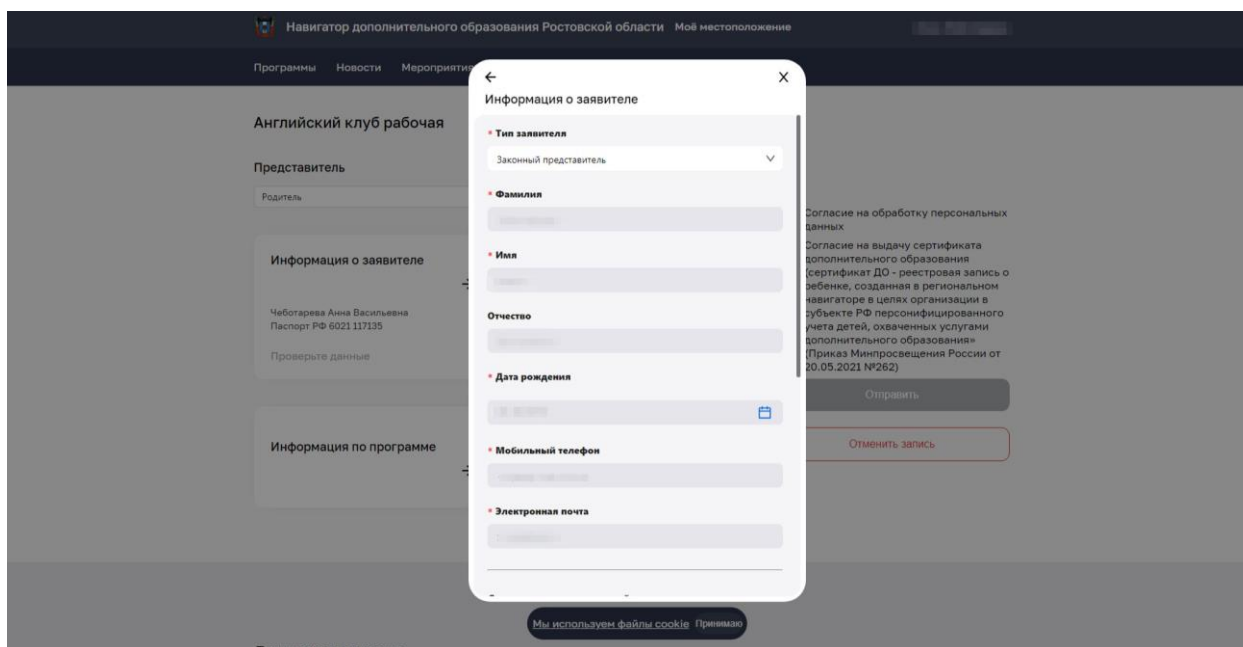 Навигатор дополнительного образования Ростовской области Моё местоположение
Программы Новости Мероприятия
Английский клуб рабочая
Представитель
Родитель
Информация о заявителе
Чеботарева Анна Васильевна
Паспорт РФ 6021 117135
Проверьте данные
Информация по программе
Информация о заявителе
* Тип заявителя
Законный представитель
* Фамилия
* Имя
Отчество
* Дата рождения
* Мобильный телефон
* Электронная почта
Согласие на обработку персональных
данных
Согласие на выдачу сертификата
дополнительного образования
(сертификат ДО - реестровая запись о
ребенке, созданная в региональном
навигаторе в целях организации в
субъекте РФ персонифицированного
учета детей, охваченных услугами
дополнительного образования»
(Приказ Минпросвещения России от
20.05.2021 №262)
Отправить
Отменить запись
Мы используем файлы cookie Принимаю